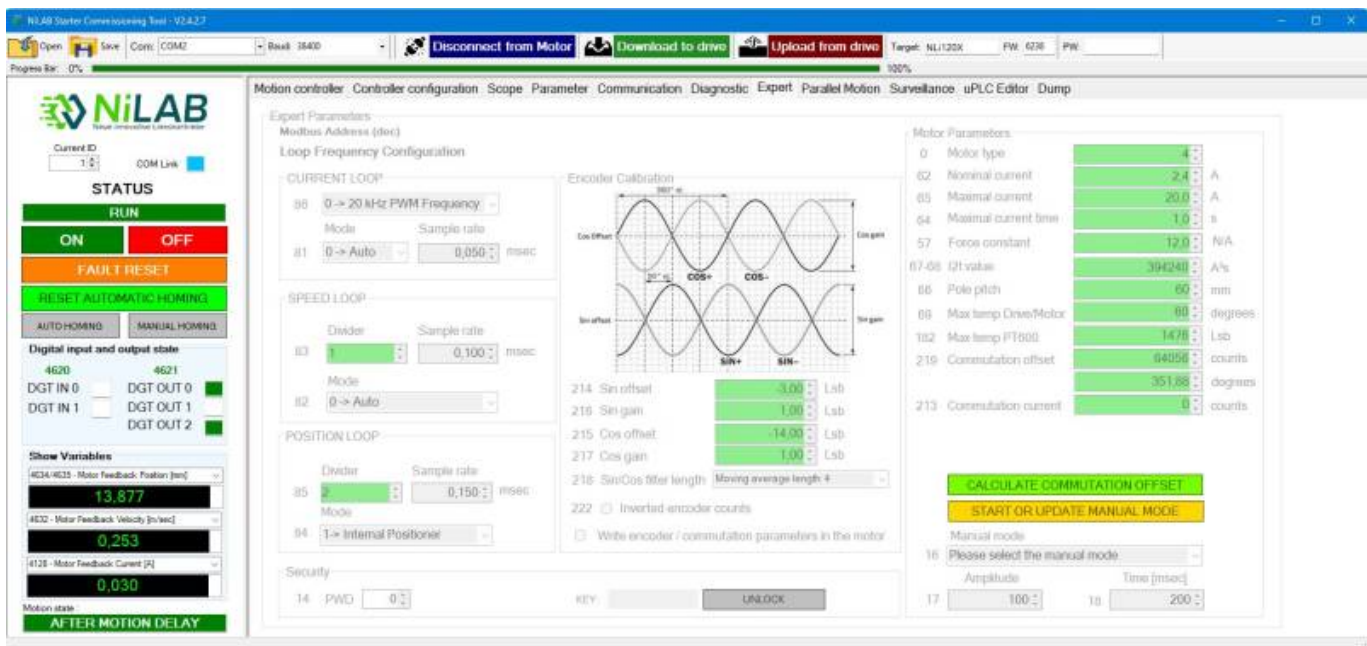 NiLAB Starter Commissioning Tool - V2.4.2.7
Open Save Com: COM2 Baud: 38400 Disconnect from Motor Download to drive Upload from drive Target: NLi120X FW: 6236 PW:
Progress Bar: 0% 100%
NiLAB
Current ID
1 COM Link
STATUS
RUN
ON OFF
FAULT RESET
RESET AUTOMATIC HOMING
AUTO HOMING MANUAL HOMING
Digital input and output state
4620 4621
DGT IN 0 DGT OUT 0
DGT IN 1 DGT OUT 1
DGT OUT 2
Show Variables
4634/4635 - Motor Feedback Position [mm]
13,877
4632 - Motor Feedback Velocity [m/sec]
0,253
4128 - Motor Feedback Current [A]
0,030
Motion state :
AFTER MOTION DELAY
Motion controller Controller configuration Scope Parameter Communication Diagnostic Expert Parallel Motion Surveillance uPLC Editor Dump
Expert Parameters
Modbus Address (dec)
Loop Frequency Configuration
CURRENT LOOP
0 -> 20 kHz PWM Frequency
Mode Sample rate
81 0 -> Auto 0,050 msec
SPEED LOOP
Divider Sample rate
83 1 0,100 msec
Mode
82 0 -> Auto
POSITION LOOP
Divider Sample rate
85 2 0,150 msec
Mode
84 1-> Internal Positioner
Security
14 PWD 0 KEY: UNLOCK
Encoder Calibration
360° el.
Cos Offset Cos gain
COS+ COS-
Sin offset Sin gain
SIN+ SIN-
214 Sin offset -3,00 Lsb
216 Sin gain 1,00 Lsb
215 Cos offset -14,00 Lsb
217 Cos gain 1,00 Lsb
218 Sin/Cos filter length Moving average length 4
222 Inverted encoder counts
Write encoder / commutation parameters in the motor
Motor Parameters
0 Motor type 4
62 Nominal current 2,4 A
65 Maximal current 20,0 A
64 Maximal current time 1,0 s
57 Force constant 12,0 N/A
67-68 I2t value 394240 A²s
66 Pole pitch 60 mm
69 Max temp Drive/Motor 80 degrees
182 Max temp PT600 1476 Lsb
219 Commutation offset 64056 counts
351,88 degrees
213 Commutation current 0 counts
CALCULATE COMMUTATION OFFSET
START OR UPDATE MANUAL MODE
Manual mode
16 Please select the manual mode
Amplitude Time [msec]
17 100 18 200